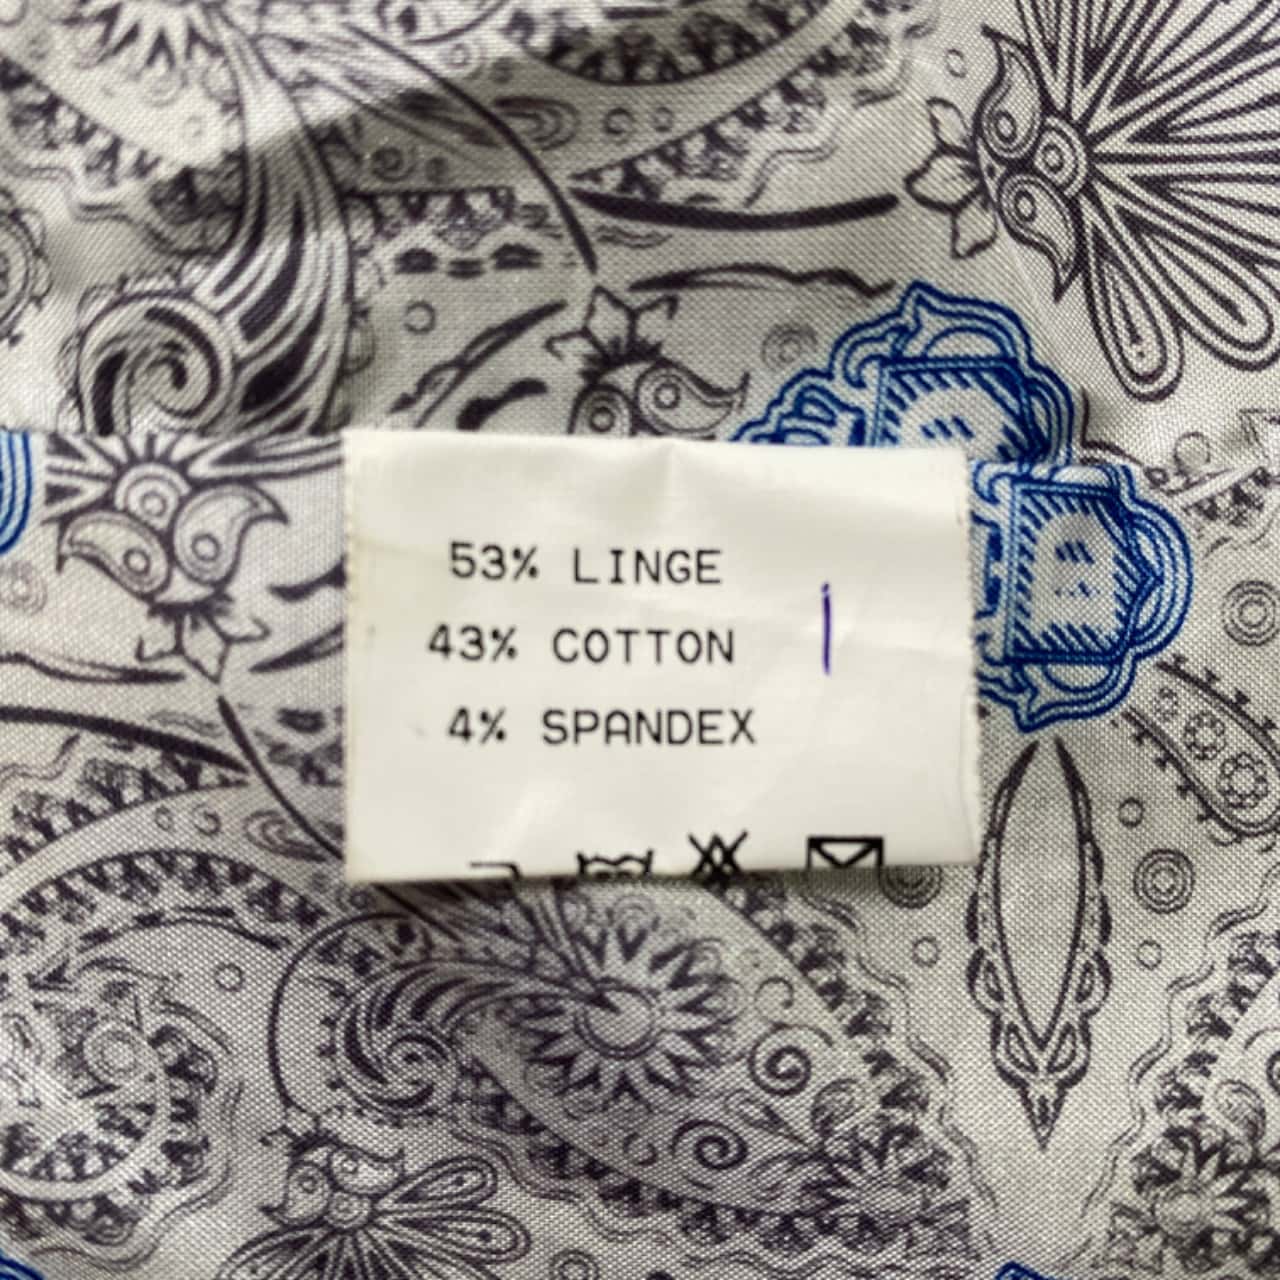 53% LINGE
43% COTTON
4% SPANDEX